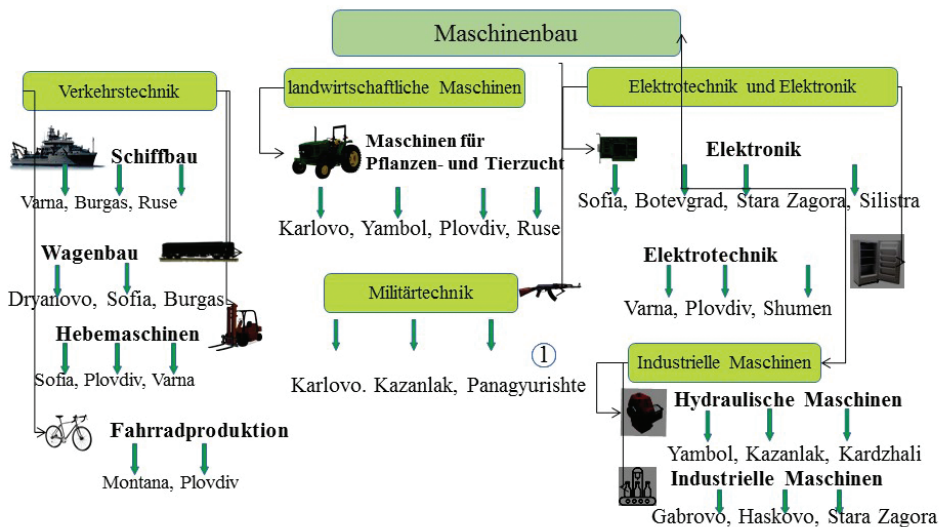 Maschinenbau
Verkehrstechnik
Schiffbau
Varna, Burgas, Ruse
Wagenbau
Dryanovo, Sofia, Burgas
Hebemaschinen
Sofia, Plovdiv, Varna
Fahrradproduktion
Montana, Plovdiv
landwirtschaftliche Maschinen
Maschinen für
Pflanzen- und Tierzucht
Karlovo, Yambol, Plovdiv, Ruse
Militärtechnik
1
Karlovo. Kazanlak, Panagyurishte
Elektrotechnik und Elektronik
Elektronik
Sofia, Botevgrad, Stara Zagora, Silistra
Elektrotechnik
Varna, Plovdiv, Shumen
Industrielle Maschinen
Hydraulische Maschinen
Yambol, Kazanlak, Kardzhali
Industrielle Maschinen
Gabrovo, Haskovo, Stara Zagora